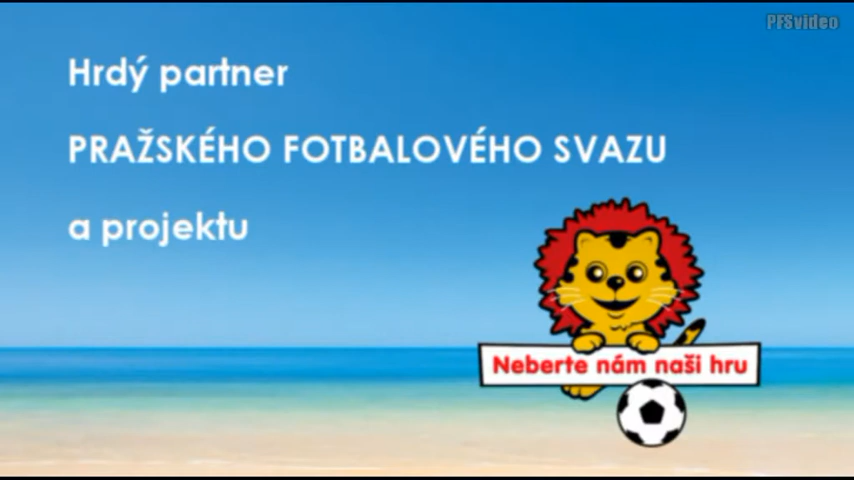 PFSvideo
Hrdý partner
PRAŽSKÉHO FOTBALOVÉHO SVAZU
a projektu
Neberte nám naši hru